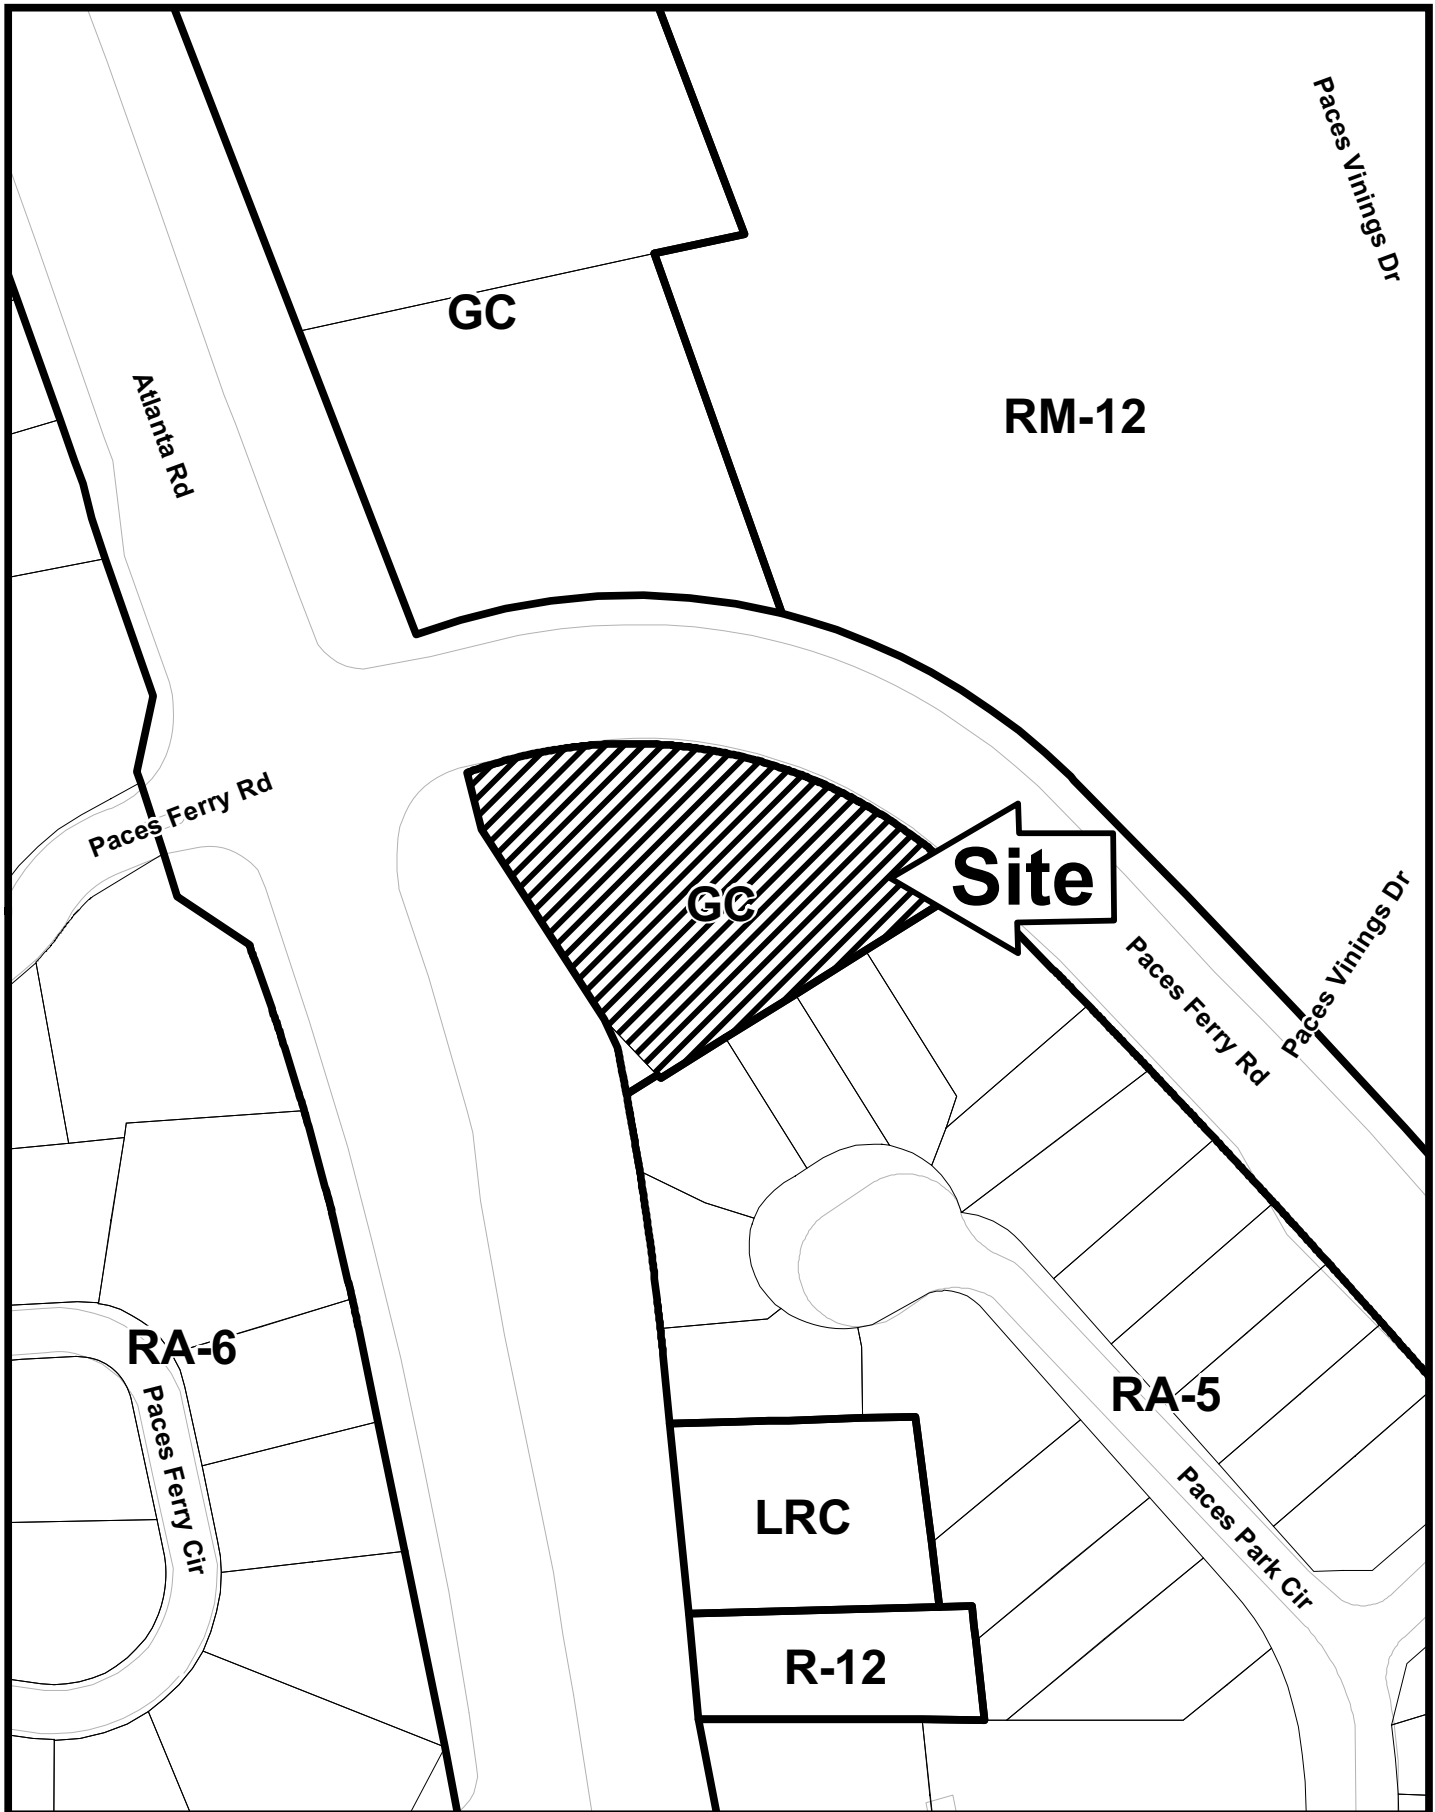 Paces Vinings Dr
GC
Atlanta Rd
RM-12
Paces Ferry Rd
GC
Site
Paces Vinings Dr
Paces Ferry Rd
RA-6
Paces Ferry Cir
RA-5
LRC
Paces Park Cir
R-12